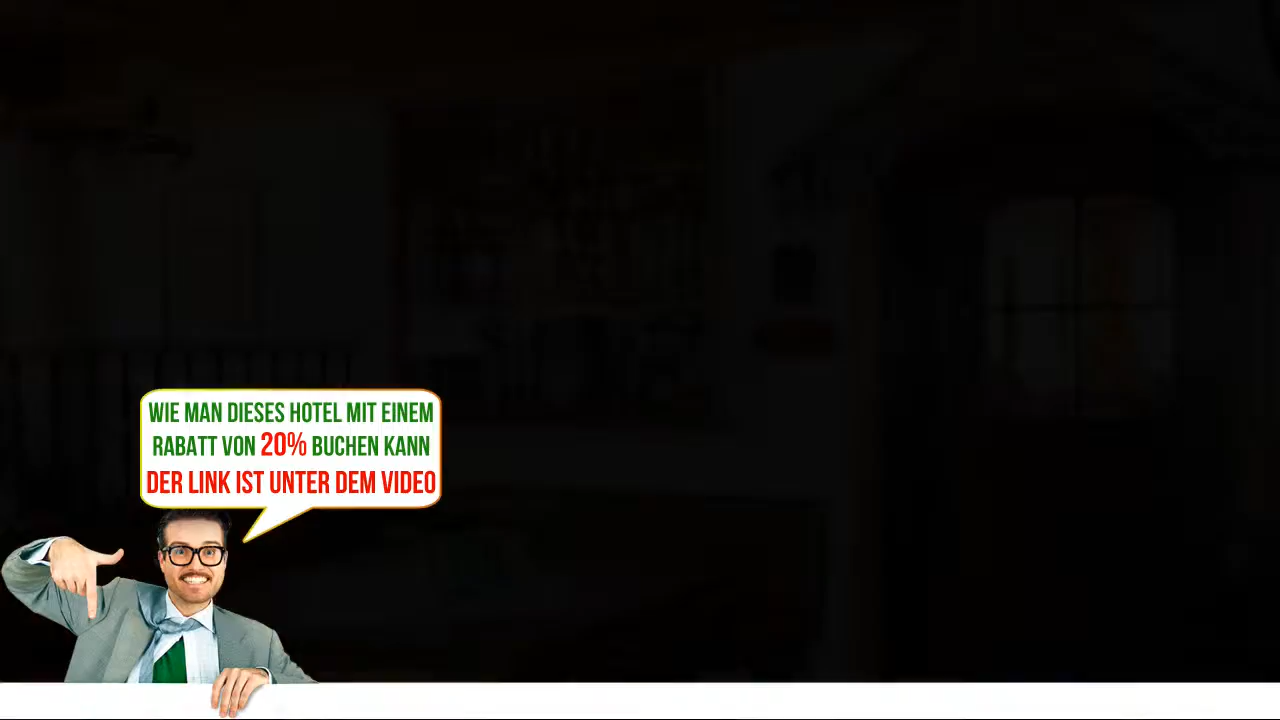 WIE MAN DIESES HOTEL MIT EINEM
RABATT VON 20% BUCHEN KANN
DER LINK IST UNTER DEM VIDEO